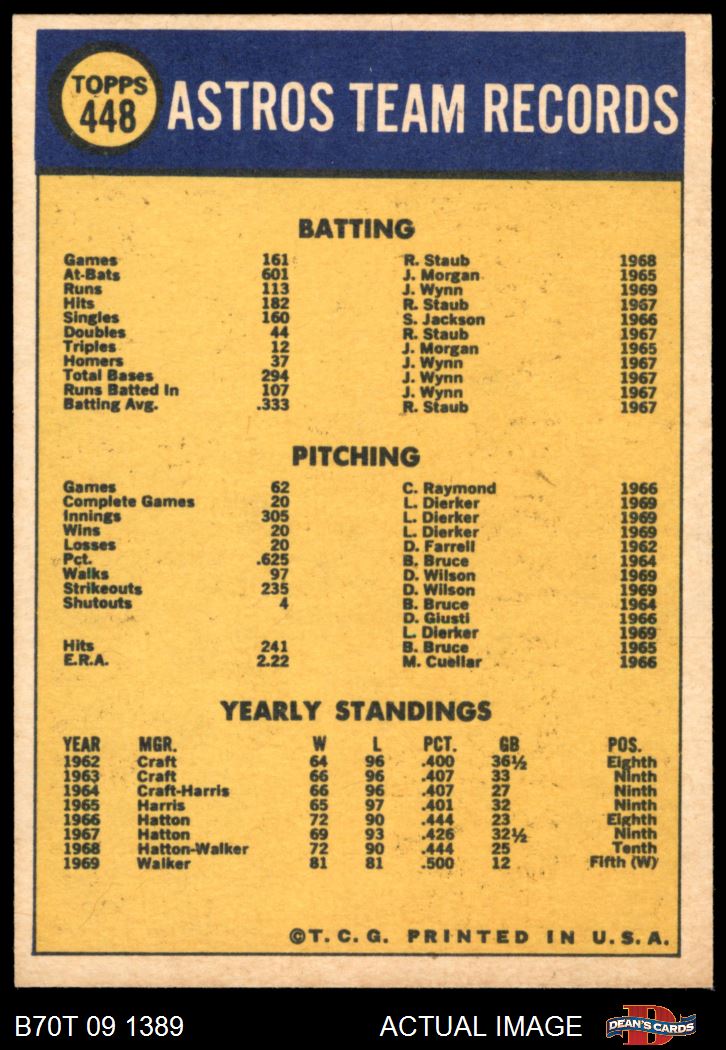 TOPPS
448
ASTROS TEAM RECORDS
BATTING
Games 161 R. Staub 1968
At-Bats 601 J. Morgan 1965
Runs 113 J. Wynn 1969
Hits 182 R. Staub 1967
Singles 160 S. Jackson 1966
Doubles 44 R. Staub 1967
Triples 12 J. Morgan 1965
Homers 37 J. Wynn 1967
Total Bases 294 J. Wynn 1967
Runs Batted In 107 J. Wynn 1967
Batting Avg. .333 R. Staub 1967
PITCHING
Games 62 C. Raymond 1966
Complete Games 20 L. Dierker 1969
Innings 305 L. Dierker 1969
Wins 20 L. Dierker 1969
Losses 20 D. Farrell 1962
Pct. .625 B. Bruce 1964
Walks 97 D. Wilson 1969
Strikeouts 235 D. Wilson 1969
Shutouts 4 B. Bruce 1964
D. Giusti 1966
L. Dierker 1969
Hits 241 B. Bruce 1965
E.R.A. 2.22 M. Cuellar 1966
YEARLY STANDINGS
YEAR MGR. W L PCT. GB POS.
1962 Craft 64 96 .400 36½ Eighth
1963 Craft 66 96 .407 33 Ninth
1964 Craft-Harris 66 96 .407 27 Ninth
1965 Harris 65 97 .401 32 Ninth
1966 Hatton 72 90 .444 23 Eighth
1967 Hatton 69 93 .426 32½ Ninth
1968 Hatton-Walker 72 90 .444 25 Tenth
1969 Walker 81 81 .500 12 Fifth (W)
©T. C. G. PRINTED IN U. S. A.
B70T 09 1389 ACTUAL IMAGE DEAN'S CARDS